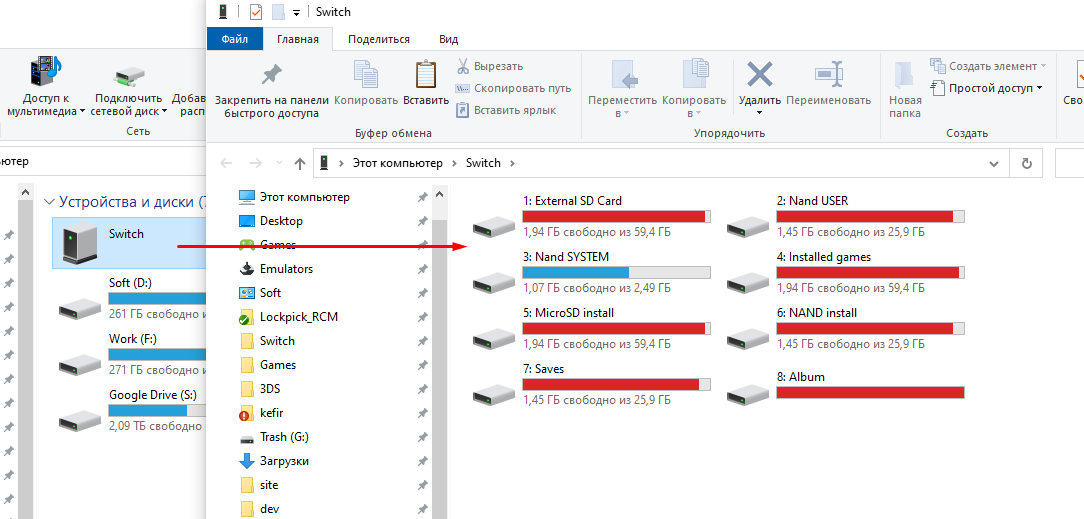 Switch
Файл
Главная
Поделиться
Вид
Доступ к
мультимедиа
Подключить
сетевой диск
Сеть
Закрепить на панели
быстрого доступа
Копировать
Вставить
Вырезать
Скопировать путь
Вставить ярлык
Буфер обмена
Переместить
в
Копировать
в
Удалить
Переименовать
Упорядочить
Новая
папка
Создать элемент
Простой доступ
Создать
Этот компьютер
Switch
Устройства и диски (7
Switch
Soft (D:)
261 ГБ свободно и
Work (F:)
271 ГБ свободно и
Google Drive (S:)
2,09 ТБ свободно
Этот компьютер
Desktop
Games
Emulators
Soft
Lockpick_RCM
Switch
Games
3DS
kefir
Trash (G:)
Загрузки
site
dev
1: External SD Card
1,94 ГБ свободно из 59,4 ГБ
2: Nand USER
1,45 ГБ свободно из 25,9 ГБ
3: Nand SYSTEM
1,07 ГБ свободно из 2,49 ГБ
4: Installed games
1,94 ГБ свободно из 59,4 ГБ
5: MicroSD install
1,94 ГБ свободно из 59,4 ГБ
6: NAND install
1,45 ГБ свободно из 25,9 ГБ
7: Saves
1,45 ГБ свободно из 25,9 ГБ
8: Album